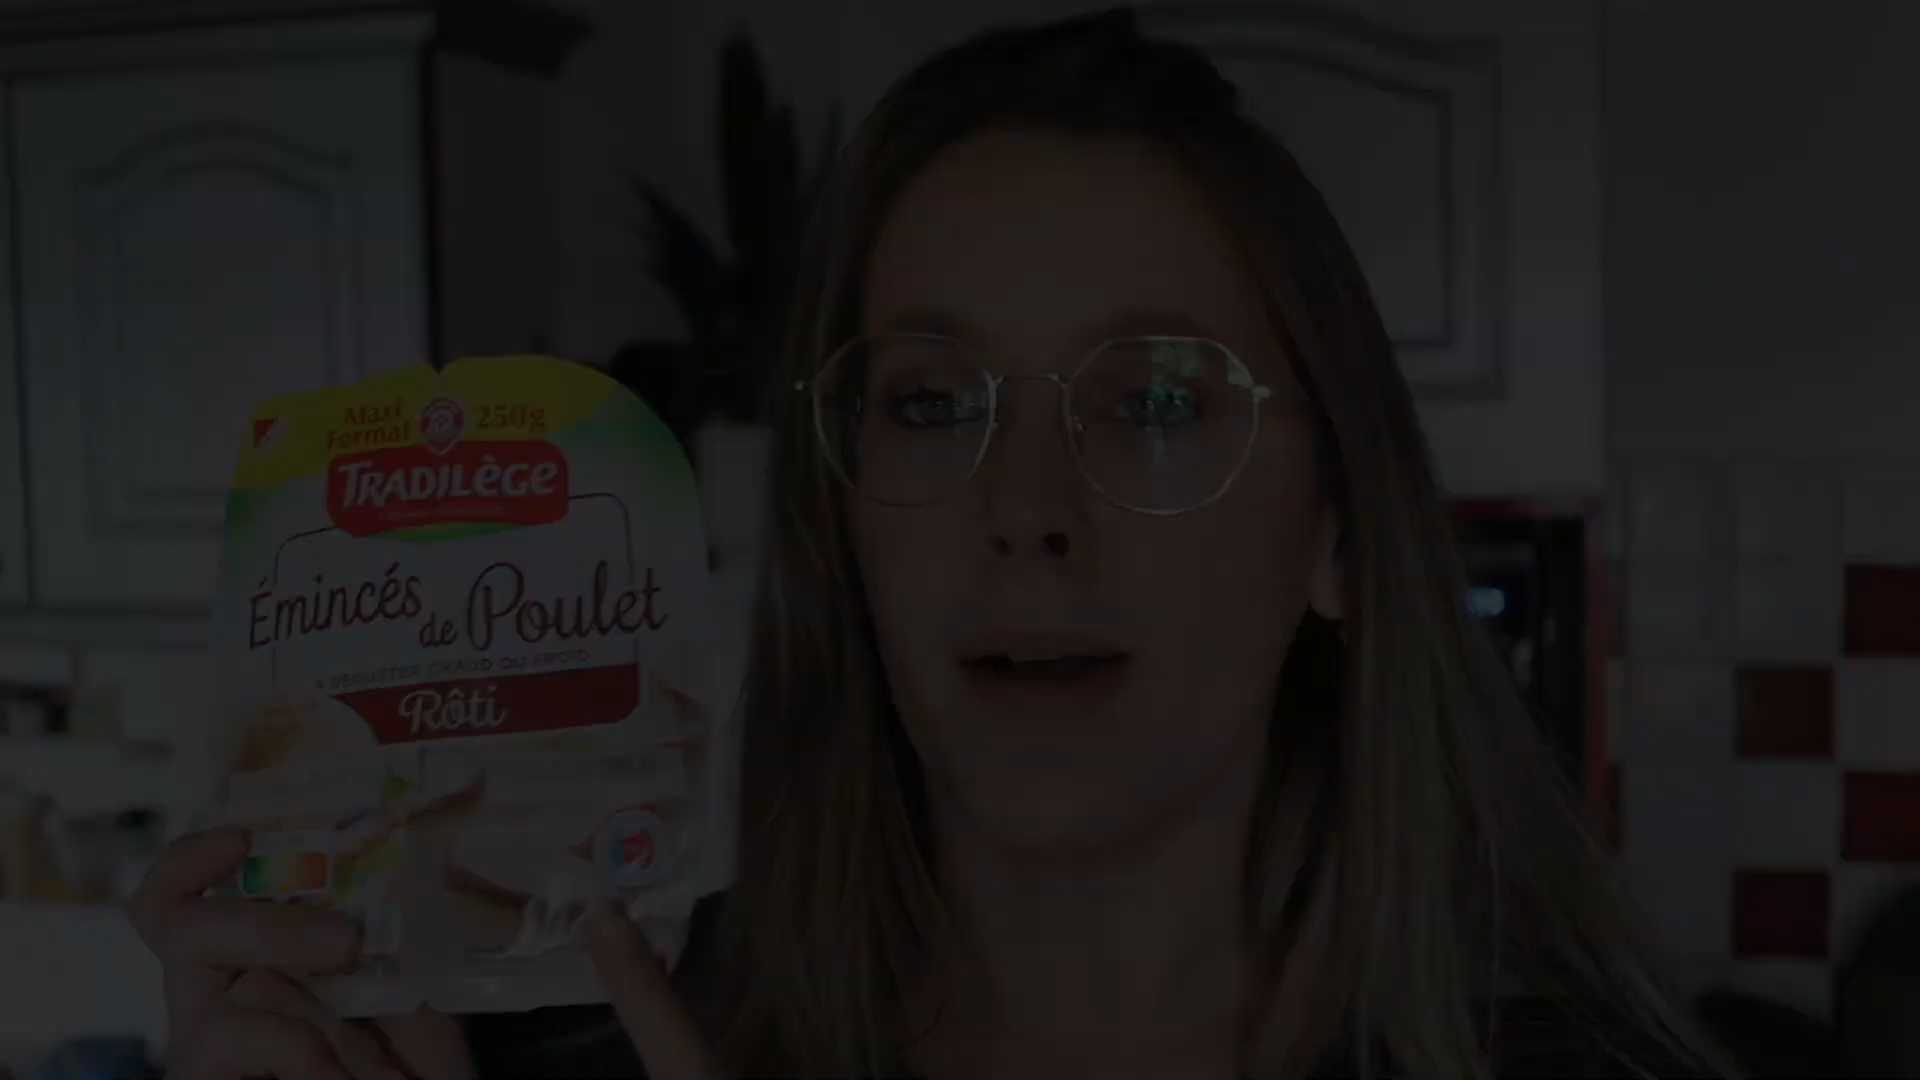 Maxi
Format
250g
TRADILÈGE
Émincés
de Poulet
À DÉGUSTER CHAUD OU FROID
Rôti